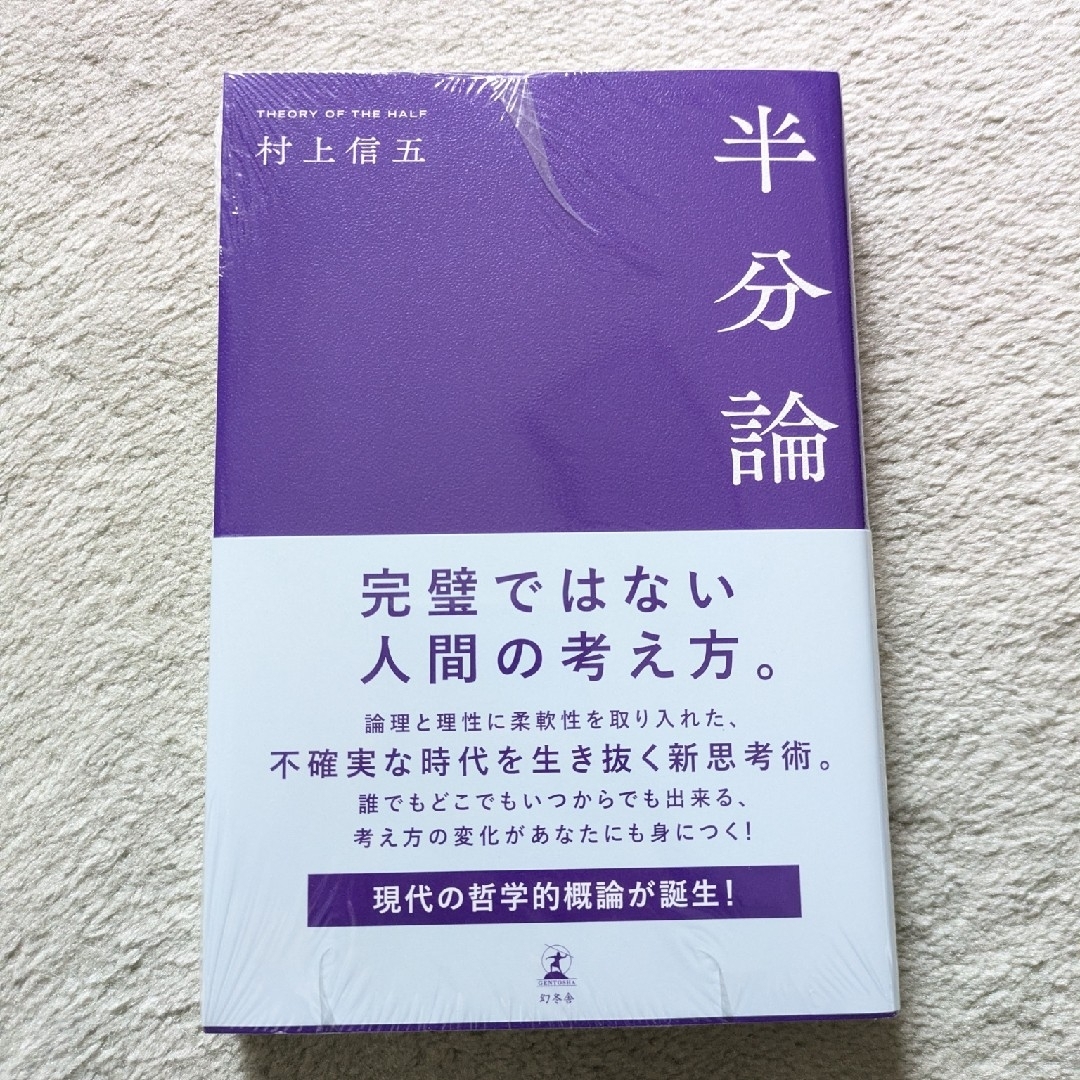 THEORY OF THE HALF
村上信五
半分論
完璧ではない
人間の考え方。
論理と理性に柔軟性を取り入れた、
不確実な時代を生き抜く新思考術。
誰でもどこでもいつからでも出来る、
考え方の変化があなたにも身につく!
現代の哲学的概論が誕生!
GENTOSHA
幻冬舎